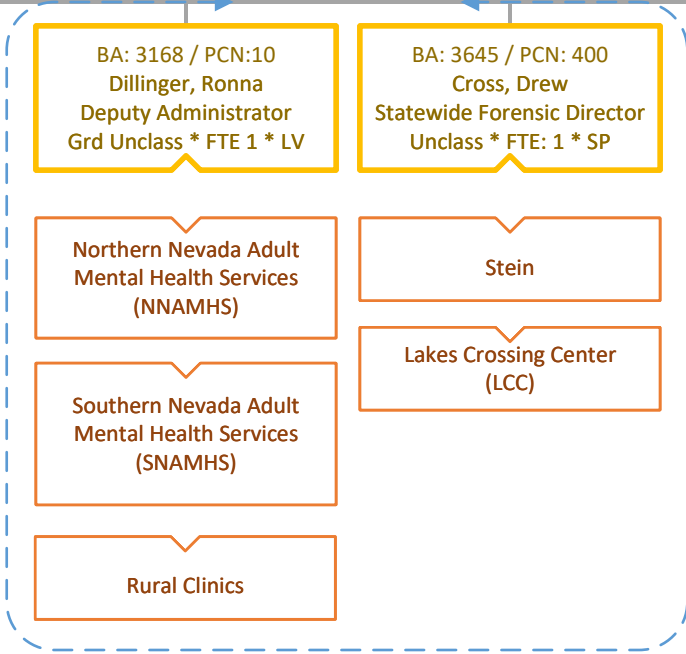 BA: 3168 / PCN:10
Dillinger, Ronna
Deputy Administrator
Grd Unclass * FTE 1 * LV
Northern Nevada Adult
Mental Health Services
(NNAMHS)
Southern Nevada Adult
Mental Health Services
(SNAMHS)
Rural Clinics
BA: 3645 / PCN: 400
Cross, Drew
Statewide Forensic Director
Unclass * FTE: 1 * SP
Stein
Lakes Crossing Center
(LCC)